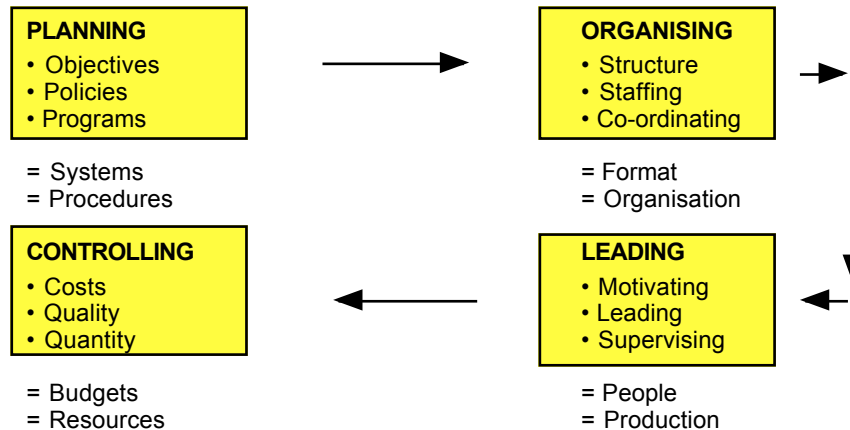 PLANNING
• Objectives
• Policies
• Programs
= Systems
= Procedures
ORGANISING
• Structure
• Staffing
• Co-ordinating
= Format
= Organisation
CONTROLLING
• Costs
• Quality
• Quantity
= Budgets
= Resources
LEADING
• Motivating
• Leading
• Supervising
= People
= Production